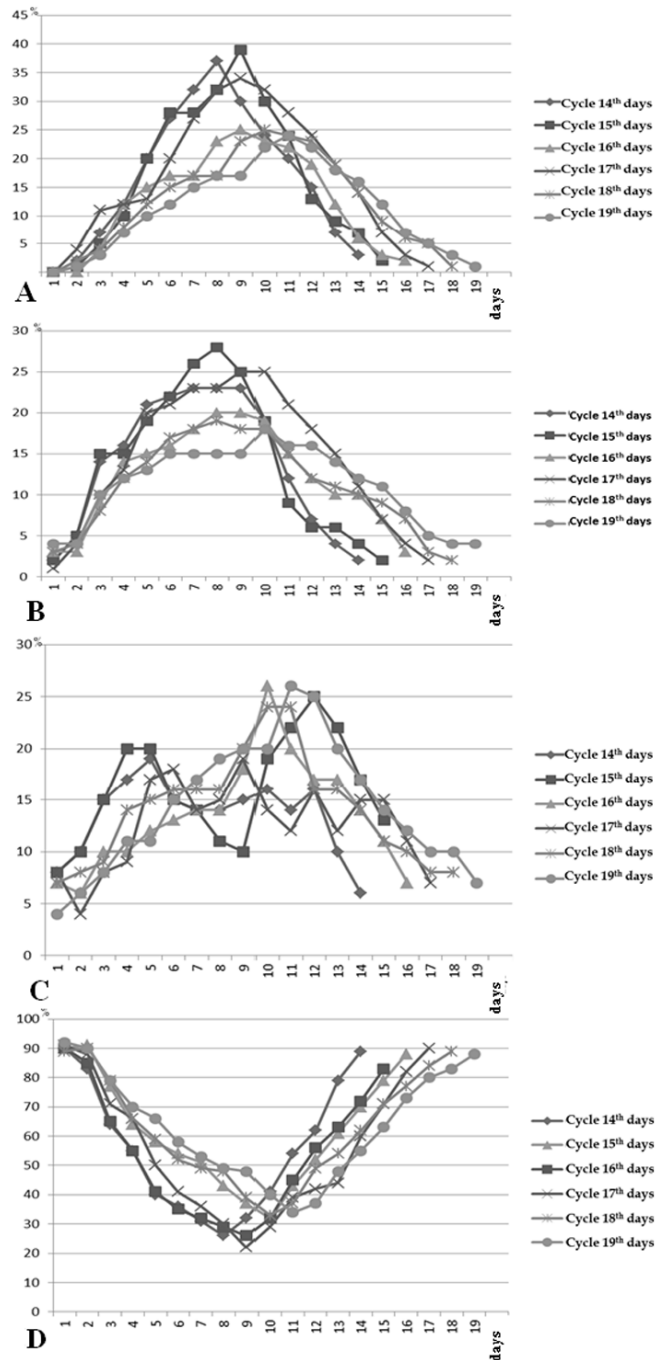 45%
40
35
30
25
20
15
10
5
1 2 3 4 5 6 7 8 9 10 11 12 13 14 15 16 17 18 19
days
Cycle 14th days
Cycle 15th days
Cycle 16th days
Cycle 17th days
Cycle 18th days
Cycle 19th days
A
30%
25
20
15
10
5
0
1 2 3 4 5 6 7 8 9 10 11 12 13 14 15 16 17 18 19
days
Cycle 14th days
Cycle 15th days
Cycle 16th days
Cycle 17th days
Cycle 18th days
Cycle 19th days
B
30%
25
20
15
10
5
0
1 2 3 4 5 6 7 8 9 10 11 12 13 14 15 16 17 18 19
days
Cycle 14th days
Cycle 15th days
Cycle 16th days
Cycle 17th days
Cycle 18th days
Cycle 19th days
C
100%
90
80
70
60
50
40
30
20
10
0
1 2 3 4 5 6 7 8 9 10 11 12 13 14 15 16 17 18 19
days
Cycle 14th days
Cycle 15th days
Cycle 16th days
Cycle 17th days
Cycle 18th days
Cycle 19th days
D